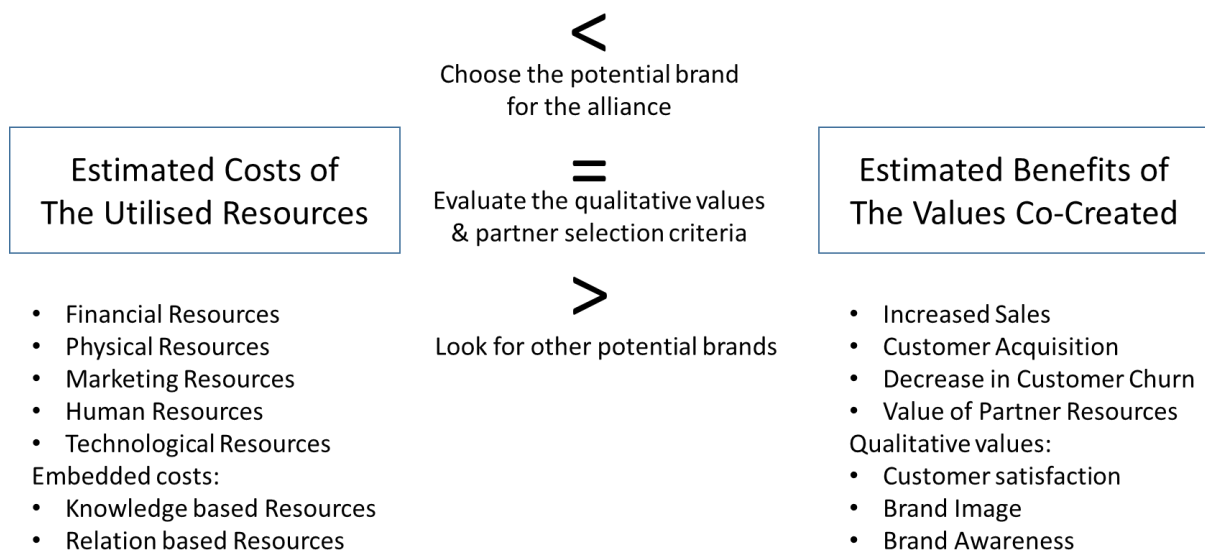 <
Choose the potential brand
for the alliance
Estimated Costs of
The Utilised Resources
=
Evaluate the qualitative values
& partner selection criteria
>
Look for other potential brands
Estimated Benefits of
The Values Co-Created
• Financial Resources
• Physical Resources
• Marketing Resources
• Human Resources
• Technological Resources
Embedded costs:
• Knowledge based Resources
• Relation based Resources
• Increased Sales
• Customer Acquisition
• Decrease in Customer Churn
• Value of Partner Resources
Qualitative values:
• Customer satisfaction
• Brand Image
• Brand Awareness